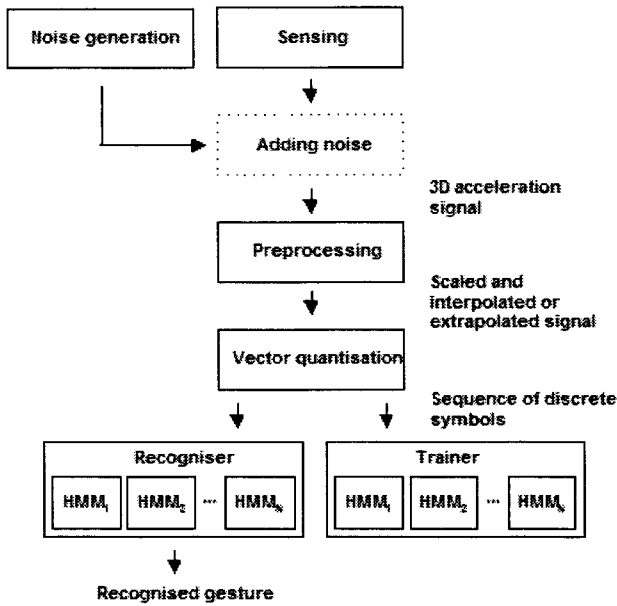 Noise generation
Sensing
Adding noise
3D acceleration
signal
Preprocessing
Scaled and
interpolated or
extrapolated signal
Vector quantisation
Sequence of discrete
symbols
Recogniser
HMM₁ HMM₂ ... HMMₙ
Trainer
HMM₁ HMM₂ ... HMMₙ
Recognised gesture